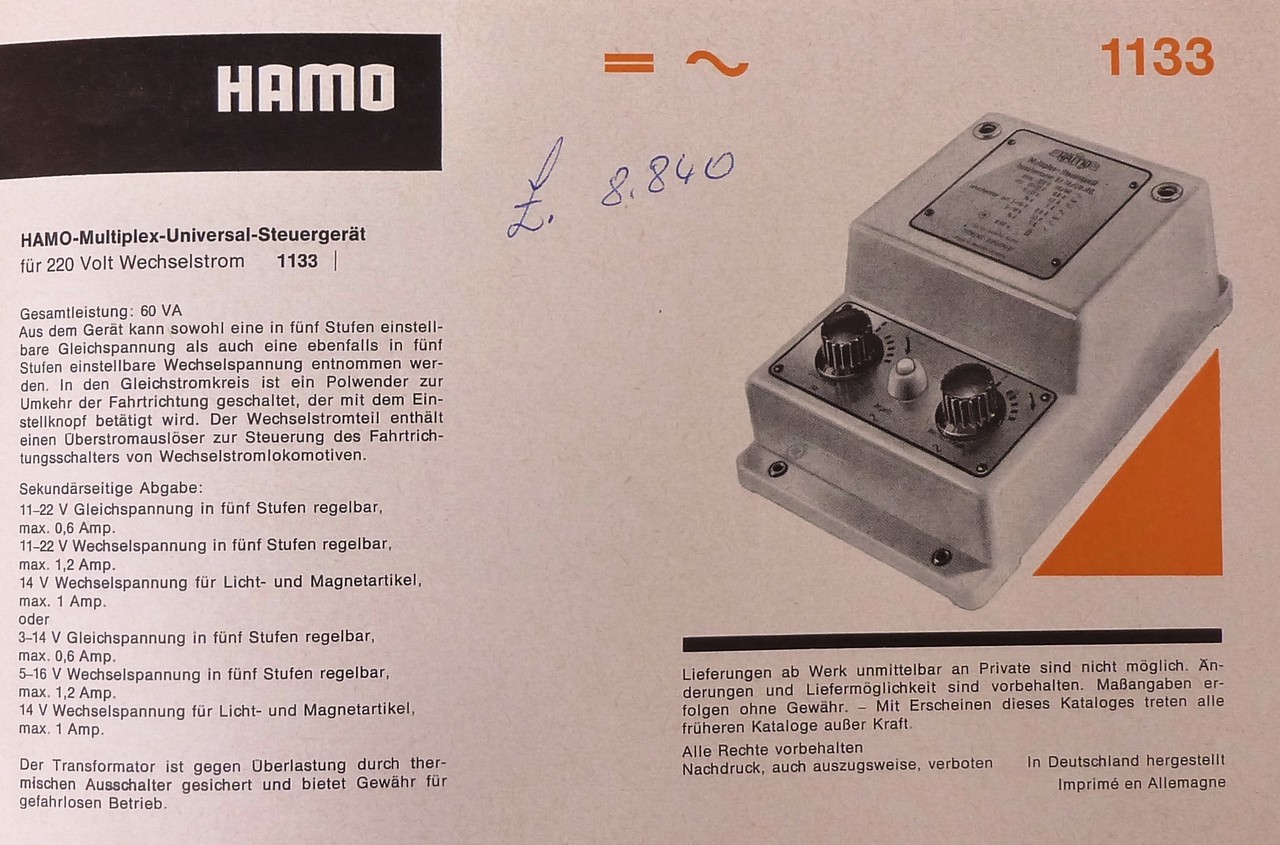 HAMO
= ~
1133
£. 8.840
HAMO-Multiplex-Universal-Steuergerät
für 220 Volt Wechselstrom 1133 |
Gesamtleistung: 60 VA
Aus dem Gerät kann sowohl eine in fünf Stufen einstell-
bare Gleichspannung als auch eine ebenfalls in fünf
Stufen einstellbare Wechselspannung entnommen wer-
den. In den Gleichstromkreis ist ein Polwender zur
Umkehr der Fahrtrichtung geschaltet, der mit dem Ein-
stellknopf betätigt wird. Der Wechselstromteil enthält
einen Überstromauslöser zur Steuerung des Fahrtrich-
tungsschalters von Wechselstromlokomotiven.
Sekundärseitige Abgabe:
11–22 V Gleichspannung in fünf Stufen regelbar,
max. 0,6 Amp.
11–22 V Wechselspannung in fünf Stufen regelbar,
max. 1,2 Amp.
14 V Wechselspannung für Licht- und Magnetartikel,
max. 1 Amp.
oder
3–14 V Gleichspannung in fünf Stufen regelbar,
max. 0,6 Amp.
5–16 V Wechselspannung in fünf Stufen regelbar,
max. 1,2 Amp.
14 V Wechselspannung für Licht- und Magnetartikel,
max. 1 Amp.
Der Transformator ist gegen Überlastung durch ther-
mischen Ausschalter gesichert und bietet Gewähr für
gefahrlosen Betrieb.
HAMO
Multiplex-Steuergerät
Lieferungen ab Werk unmittelbar an Private sind nicht möglich. Än-
derungen und Liefermöglichkeit sind vorbehalten. Maßangaben er-
folgen ohne Gewähr. – Mit Erscheinen dieses Kataloges treten alle
früheren Kataloge außer Kraft.
Alle Rechte vorbehalten
Nachdruck, auch auszugsweise, verboten
In Deutschland hergestellt
Imprimé en Allemagne